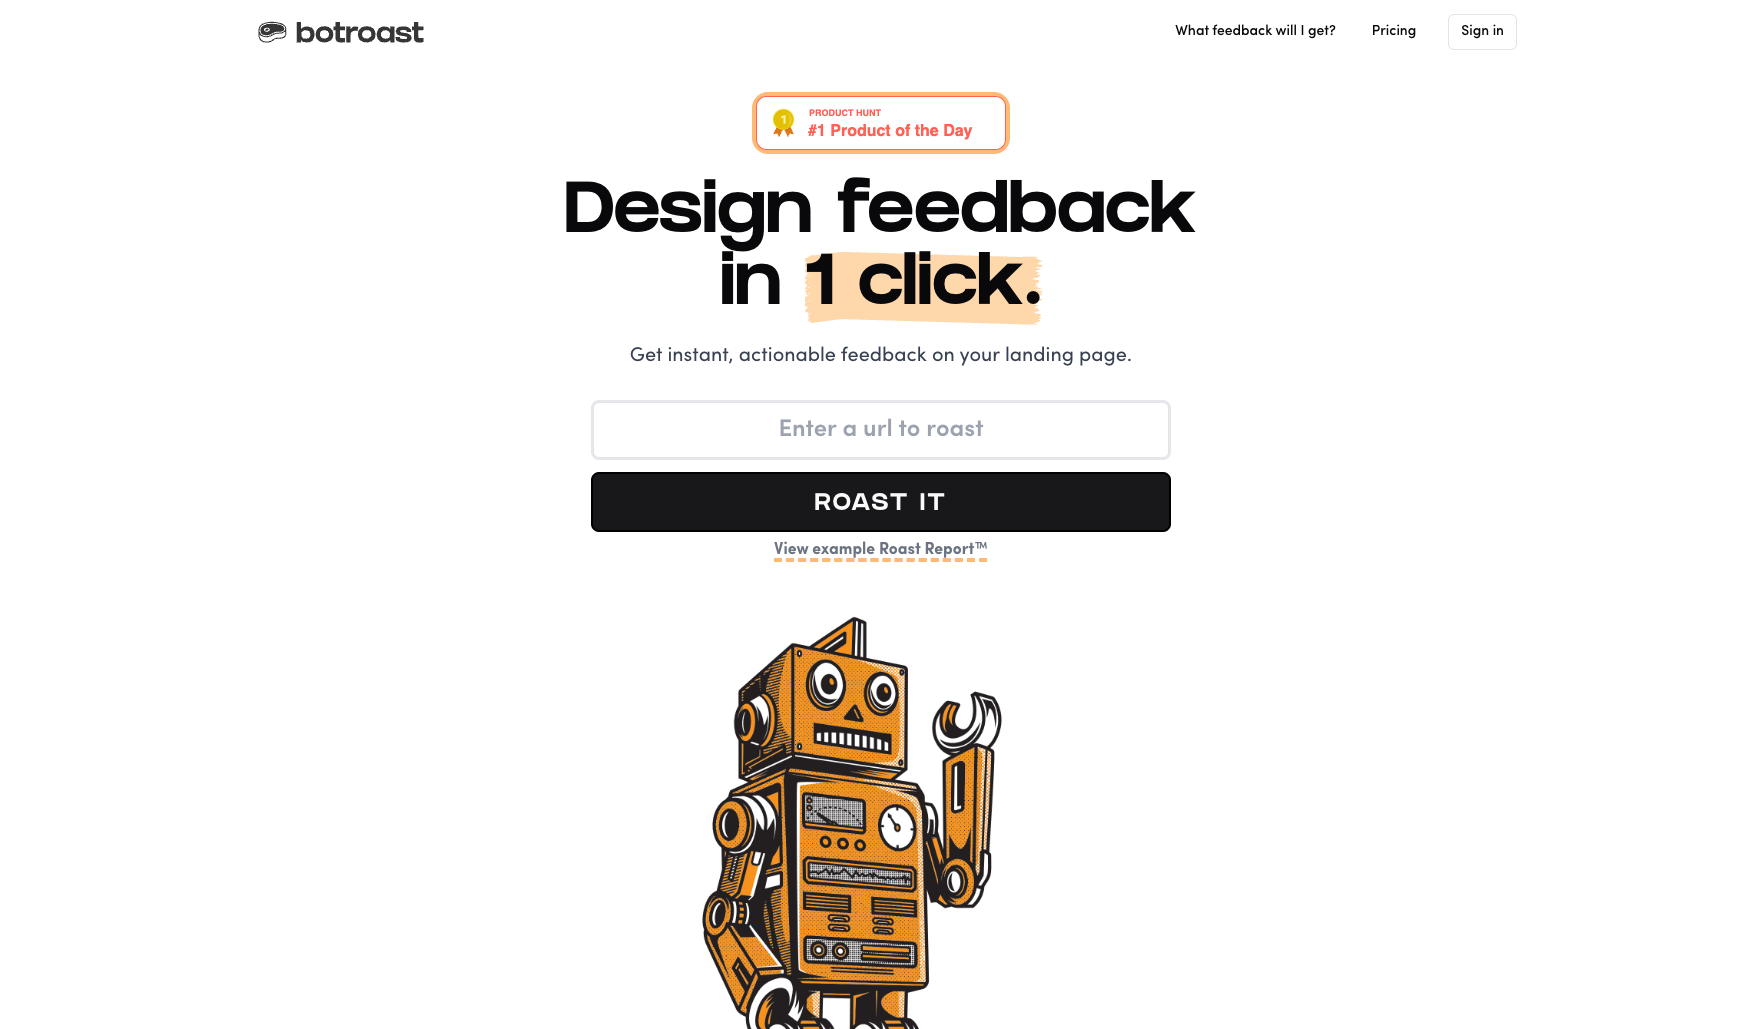 botroast
What feedback will I get?
Pricing
Sign in
1
PRODUCT HUNT
#1 Product of the Day
Design feedback
in 1 click.
Get instant, actionable feedback on your landing page.
Enter a url to roast
ROAST IT
View example Roast Report™